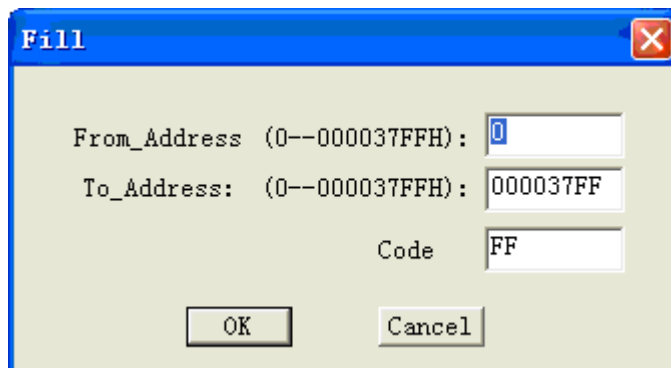 Fill
From_Address (0--000037FFH): 0
To_Address: (0--000037FFH): 000037FF
Code FF
OK Cancel